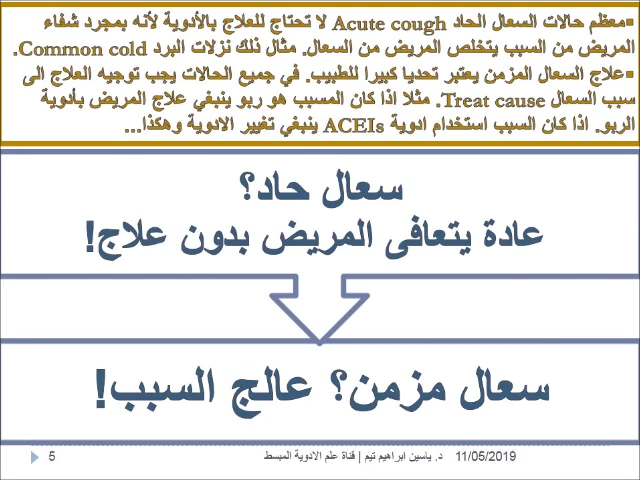 ▪معظم حالات السعال الحاد Acute cough لا تحتاج للعلاج بالأدوية لأنه بمجرد شفاء
المريض من السبب يتخلص المريض من السعال. مثال ذلك نزلات البرد Common cold.
▪علاج السعال المزمن يعتبر تحديا كبيرا للطبيب. في جميع الحالات يجب توجيه العلاج الى
سبب السعال Treat cause. مثلا اذا كان المسبب هو ربو ينبغي علاج المريض بأدوية
الربو. اذا كان السبب استخدام ادوية ACEIs ينبغي تغيير الادوية وهكذا...
سعال حاد؟
عادة يتعافى المريض بدون علاج!
سعال مزمن؟ عالج السبب!
5 د. ياسين ابراهيم تيم | قناة علم الادوية المبسط 11/05/2019